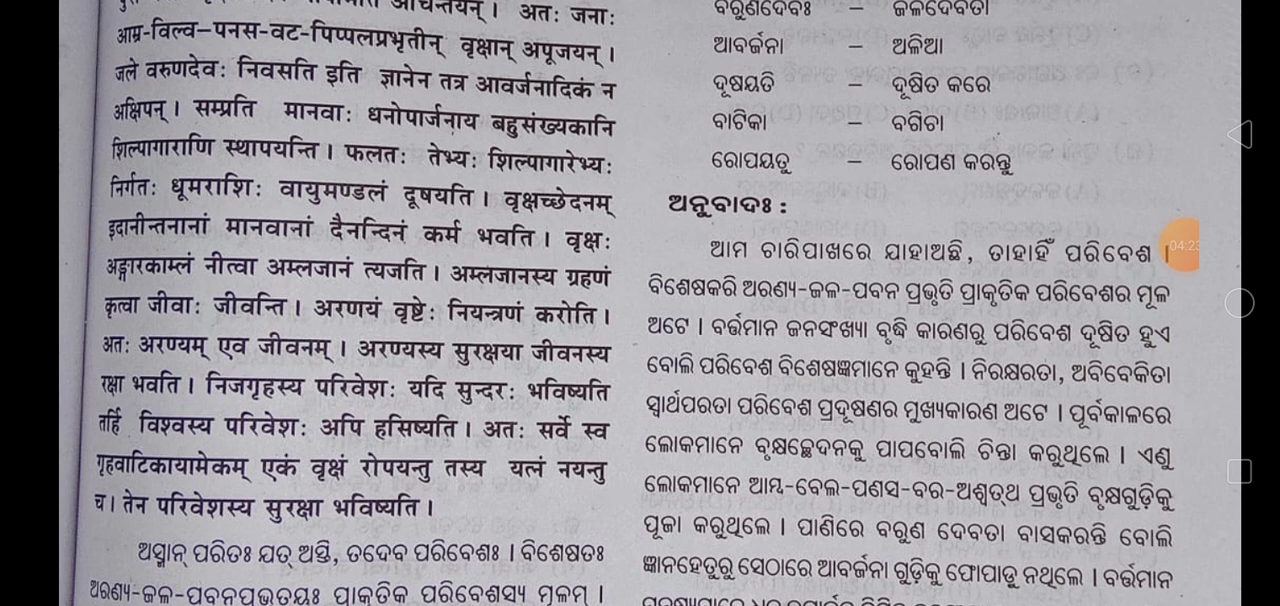 अचिन्तयन् । अतः जनाः
आम्र-विल्व-पनस-वट-पिप्पलप्रभृतीन् वृक्षान् अपूजयन् ।
जले वरुणदेवः निवसति इति ज्ञानेन तत्र आवर्जनादिकं न
अक्षिपन् । सम्प्रति मानवाः धनोपार्जनाय बहुसंख्यकानि
शिल्पागाराणि स्थापयन्ति । फलतः तेभ्यः शिल्पागारेभ्यः
निर्गतः धूमराशिः वायुमण्डलं दूषयति । वृक्षच्छेदनम्
इदानीन्तनानां मानवानां दैनन्दिनं कर्म भवति । वृक्षः
अङ्गारकाम्लं नीत्वा अम्लजानं त्यजति । अम्लजानस्य ग्रहणं
कृत्वा जीवाः जीवन्ति । अरणयं वृष्टेः नियन्त्रणं करोति ।
अतः अरण्यम् एव जीवनम् । अरण्यस्य सुरक्षया जीवनस्य
रक्षा भवति । निजगृहस्य परिवेशः यदि सुन्दरः भविष्यति
तर्हि विश्वस्य परिवेशः अपि हसिष्यति । अतः सर्वे स्व
गृहवाटिकायामेकम् एकं वृक्षं रोपयन्तु तस्य यत्नं नयन्तु
च । तेन परिवेशस्य सुरक्षा भविष्यति ।
ଅସ୍ମାନ୍ ପରିତଃ ଯତ୍ ଅସ୍ତି, ତଦେବ ପରିବେଶଃ । ବିଶେଷତଃ
ଅରଣ୍ୟ-ଜଳ-ପବନପ୍ରଭୃତୟଃ ପ୍ରାକୃତିକ ପରିବେଶସ୍ୟ ମୂଳମ୍ ।
ବରୁଣଦେବଃ ଜଳଦେବତା
ଆବର୍ଜନା – ଅଳିଆ
ଦୂଷୟତି – ଦୂଷିତ କରେ
ବାଟିକା – ବଗିଚା
ରୋପୟତୁ – ରୋପଣ କରନ୍ତୁ
ଅନୁବାଦଃ :
ଆମ ଚାରିପାଖରେ ଯାହାଅଛି, ତାହାହିଁ ପରିବେଶ ।
ବିଶେଷକରି ଅରଣ୍ୟ-ଜଳ-ପବନ ପ୍ରଭୃତି ପ୍ରାକୃତିକ ପରିବେଶର ମୂଳ
ଅଟେ । ବର୍ତ୍ତମାନ ଜନସଂଖ୍ୟା ବୃଦ୍ଧି କାରଣରୁ ପରିବେଶ ଦୂଷିତ ହୁଏ
ବୋଲି ପରିବେଶ ବିଶେଷଜ୍ଞମାନେ କୁହନ୍ତି । ନିରକ୍ଷରତା, ଅବିବେକିତା
ସ୍ୱାର୍ଥପରତା ପରିବେଶ ପ୍ରଦୂଷଣର ମୁଖ୍ୟକାରଣ ଅଟେ । ପୂର୍ବକାଳରେ
ଲୋକମାନେ ବୃକ୍ଷଚ୍ଛେଦନକୁ ପାପବୋଲି ଚିନ୍ତା କରୁଥିଲେ । ଏଣୁ
ଲୋକମାନେ ଆମ୍ବ-ବେଲ-ପଣସ-ବର-ଅଶ୍ୱତ୍ଥ ପ୍ରଭୃତି ବୃକ୍ଷଗୁଡ଼ିକୁ
ପୂଜା କରୁଥିଲେ । ପାଣିରେ ବରୁଣ ଦେବତା ବାସକରନ୍ତି ବୋଲି
ଜ୍ଞାନହେତୁରୁ ସେଠାରେ ଆବର୍ଜନା ଗୁଡ଼ିକୁ ଫୋପାଡୁ ନଥିଲେ । ବର୍ତ୍ତମାନ
04:23